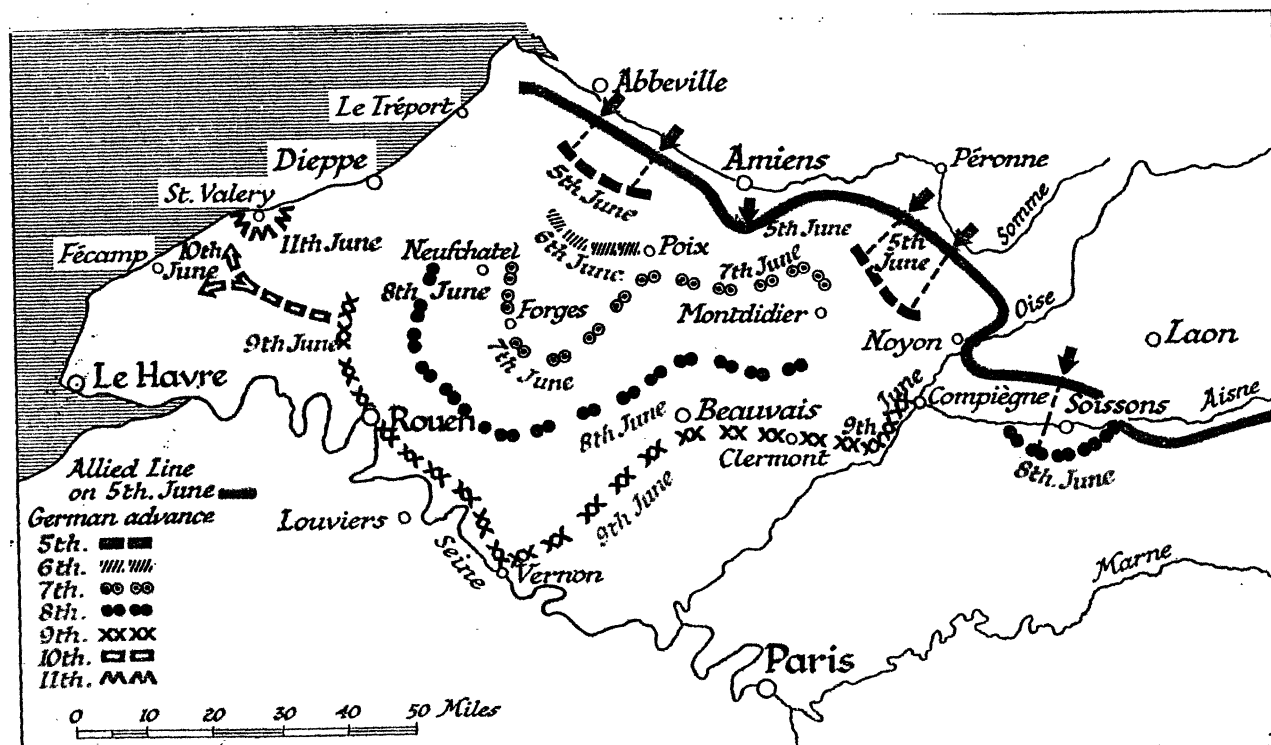 Abbeville
Le Tréport
Dieppe
Amiens
Péronne
St. Valery
5th June
Somme
11th June
5th June
5th June
Fécamp
10th June
Neufchatel
6th June
Poix
7th June
8th June
Forges
Montdidier
Oise
9th June
7th June
Noyon
Laon
Le Havre
Rouen
8th June
Beauvais
9th June
Compiègne
Soissons
Aisne
Clermont
8th June
9th June
Louviers
Seine
Vernon
Marne
Paris
Allied Line
on 5th. June
German advance
5th.
6th.
7th.
8th.
9th.
10th.
11th.
0 10 20 30 40 50 Miles